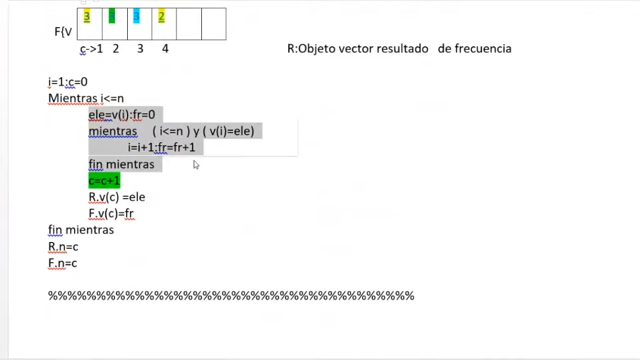 3 3 2
F{V
c->1 2 3 4
R:Objeto vector resultado de frecuencia
i=1:c=0
Mientras i<=n
ele=v(i):fr=0
mientras ( i<=n ) y ( v(i)=ele)
i=i+1:fr=fr+1
fin mientras
c=c+1
R.v(c) =ele
F.v(c)=fr
fin mientras
R.n=c
F.n=c
%%%%%%%%%%%%%%%%%%%%%%%%%%%%%%%%%%%%%%